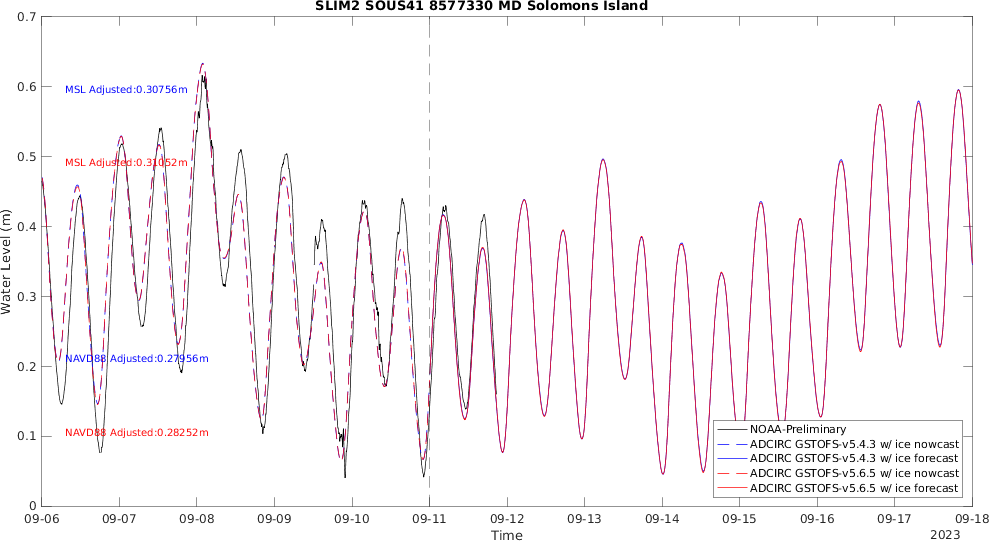 SLIM2 SOUS41 8577330 MD Solomons Island
0.7
0.6
0.5
0.4
0.3
0.2
0.1
0
Water Level (m)
MSL Adjusted:0.30756m
MSL Adjusted:0.31052m
NAVD88 Adjusted:0.27956m
NAVD88 Adjusted:0.28252m
NOAA-Preliminary
ADCIRC GSTOFS-v5.4.3 w/ ice nowcast
ADCIRC GSTOFS-v5.4.3 w/ ice forecast
ADCIRC GSTOFS-v5.6.5 w/ ice nowcast
ADCIRC GSTOFS-v5.6.5 w/ ice forecast
09-06 09-07 09-08 09-09 09-10 09-11 09-12 09-13 09-14 09-15 09-16 09-17 09-18
Time
2023